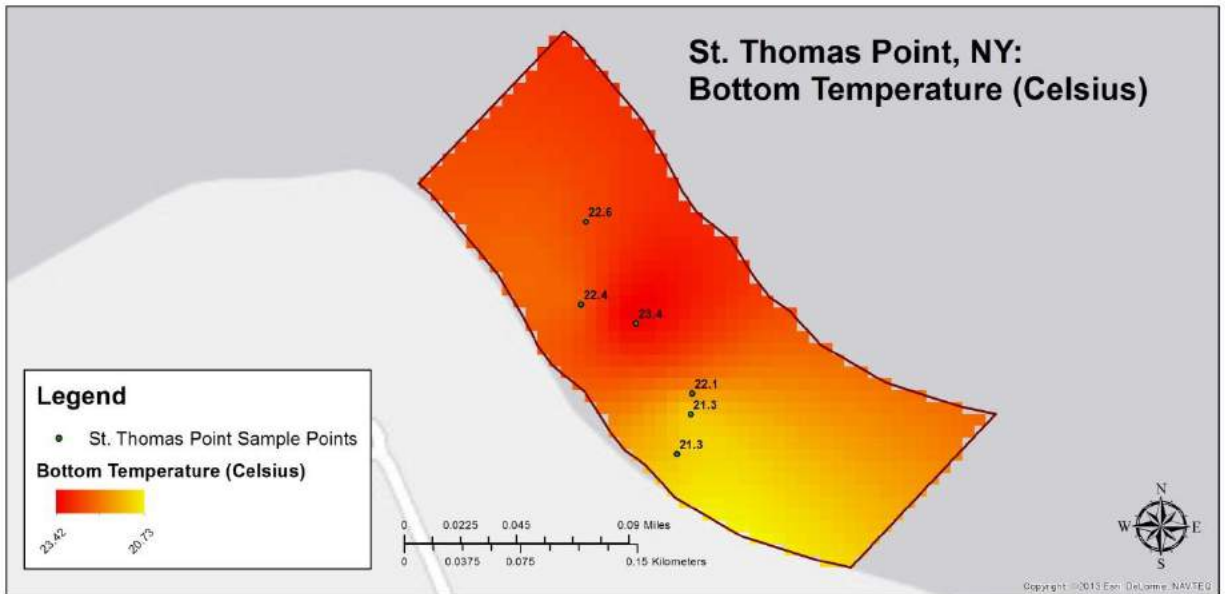 St. Thomas Point, NY:
Bottom Temperature (Celsius)
22.6
22.4
23.4
22.1
21.3
21.3
Legend
St. Thomas Point Sample Points
Bottom Temperature (Celsius)
23.42 20.73
0 0.0225 0.045 0.09 Miles
0 0.0375 0.075 0.15 Kilometers
N
W E
S
Copyright: ©2013 Esri, DeLorme, NAVTEQ